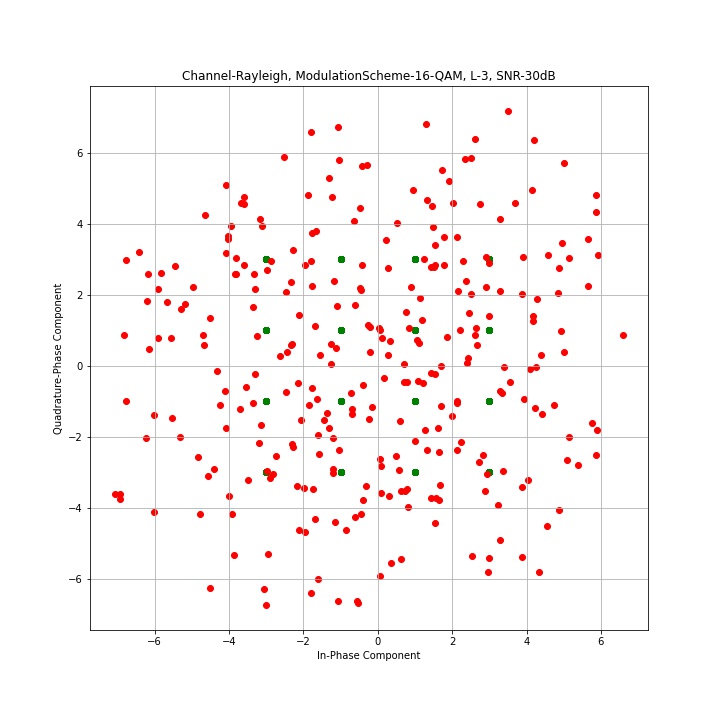 Channel-Rayleigh, ModulationScheme-16-QAM, L-3, SNR-30dB
6
4
2
0
−2
−4
−6
Quadrature-Phase Component
−6 −4 −2 0 2 4 6
In-Phase Component